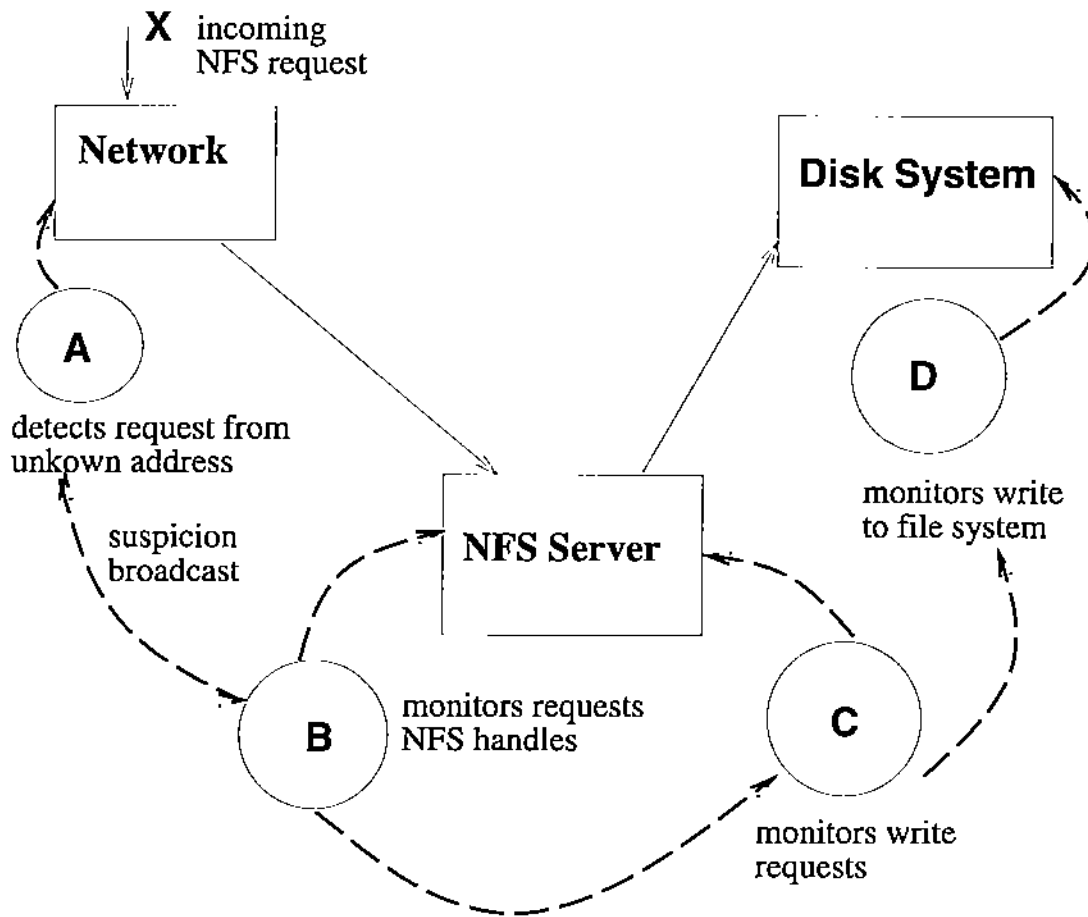 X incoming
NFS request
Network
Disk System
A
D
detects request from
unkown address
monitors write
to file system
suspicion
broadcast
NFS Server
B
monitors requests
NFS handles
C
monitors write
requests